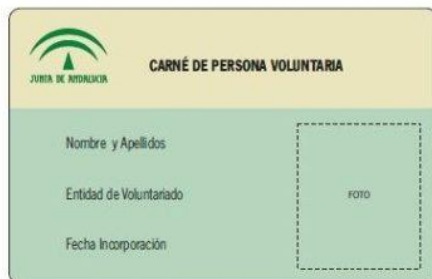 JUNTA DE ANDALUCIA
CARNÉ DE PERSONA VOLUNTARIA
Nombre y Apellidos
Entidad de Voluntariado
FOTO
Fecha Incorporación